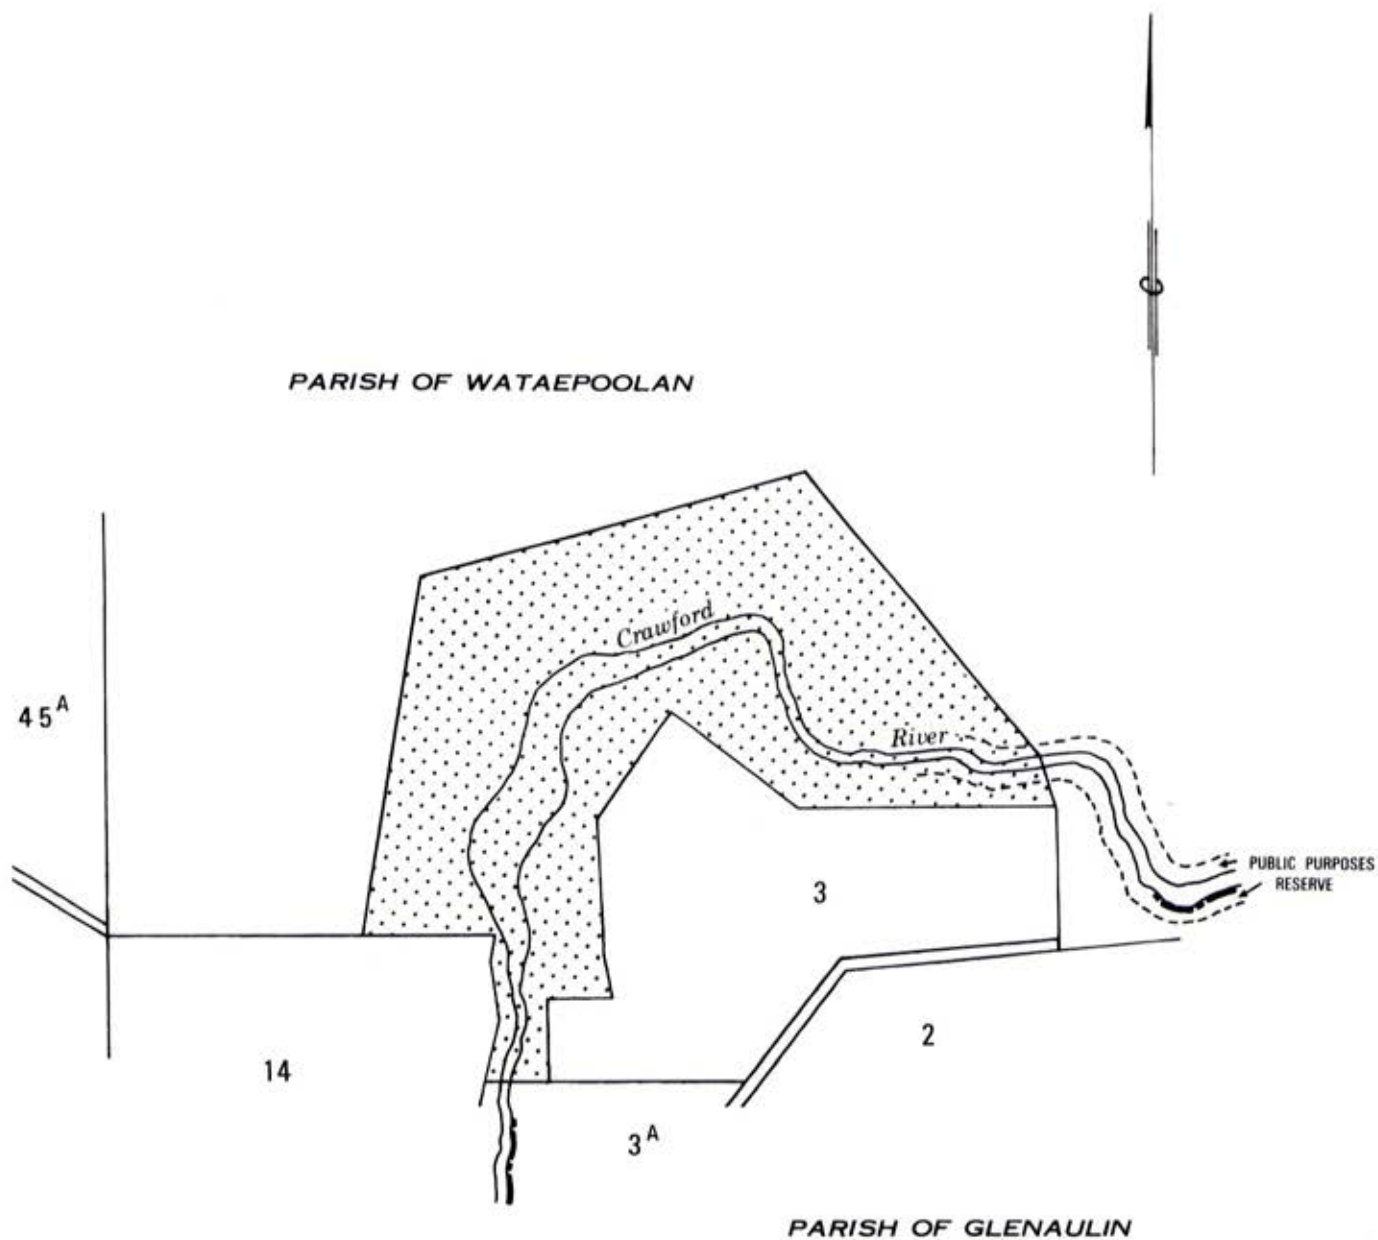 PARISH OF WATAEPOOLAN
Crawford
River
45A
PUBLIC PURPOSES
RESERVE
3
2
14
3A
PARISH OF GLENAULIN